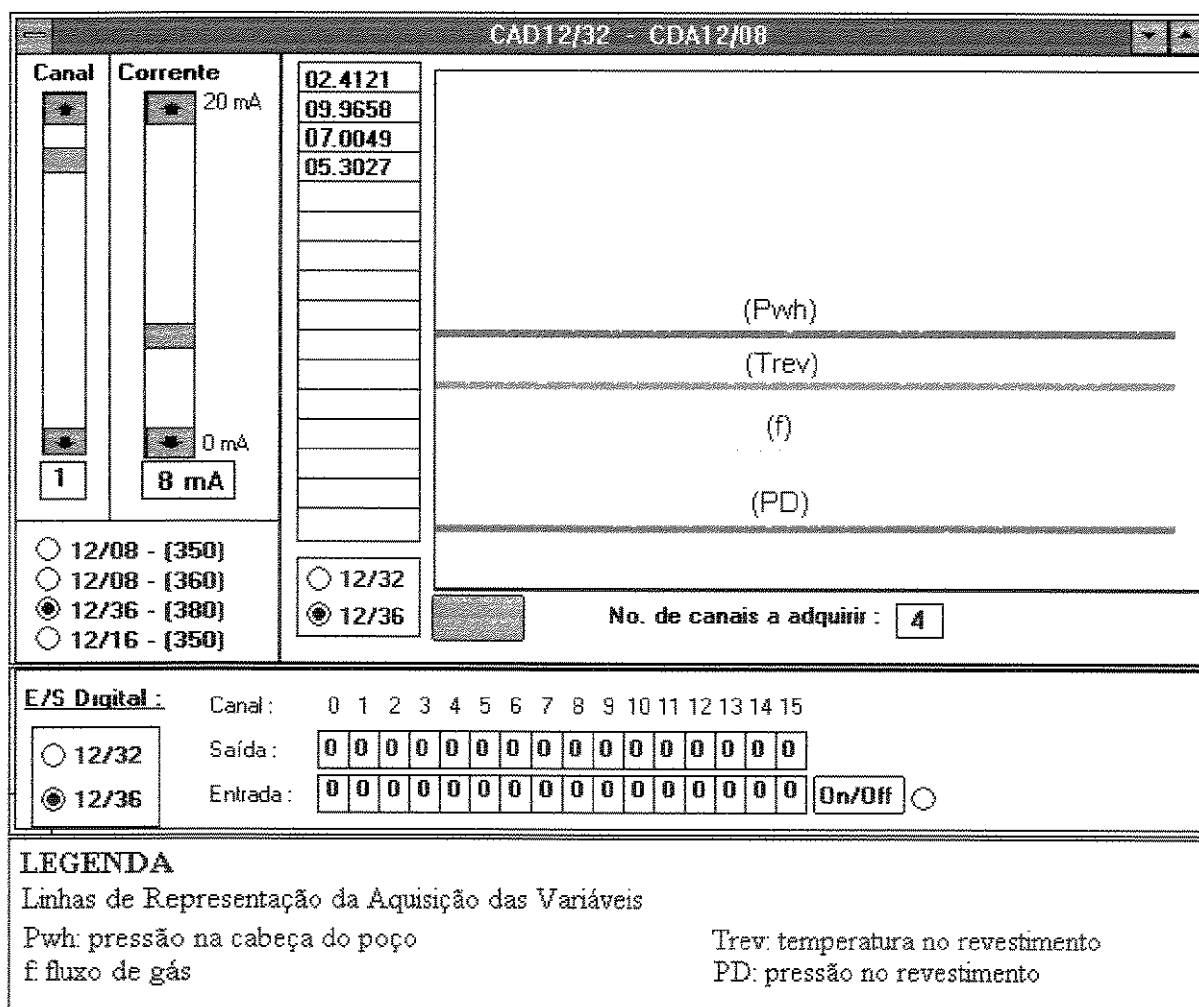 CAD12/32 - CDA12/08
Canal
Corrente
20 mA
0 mA
1
8 mA
02.4121
09.9658
07.0049
05.3027
(Pwh)
(Trev)
(f)
(PD)
12/08 - (350)
12/08 - (360)
12/36 - (380)
12/16 - (350)
12/32
12/36
No. de canais a adquirir : 4
E/S Digital :
12/32
12/36
Canal : 0 1 2 3 4 5 6 7 8 9 10 11 12 13 14 15
Saída : 0 0 0 0 0 0 0 0 0 0 0 0 0 0 0 0
Entrada : 0 0 0 0 0 0 0 0 0 0 0 0 0 0 0 0 On/Off
LEGENDA
Linhas de Representação da Aquisição das Variáveis
Pwh: pressão na cabeça do poço Trev: temperatura no revestimento
f: fluxo de gás PD: pressão no revestimento